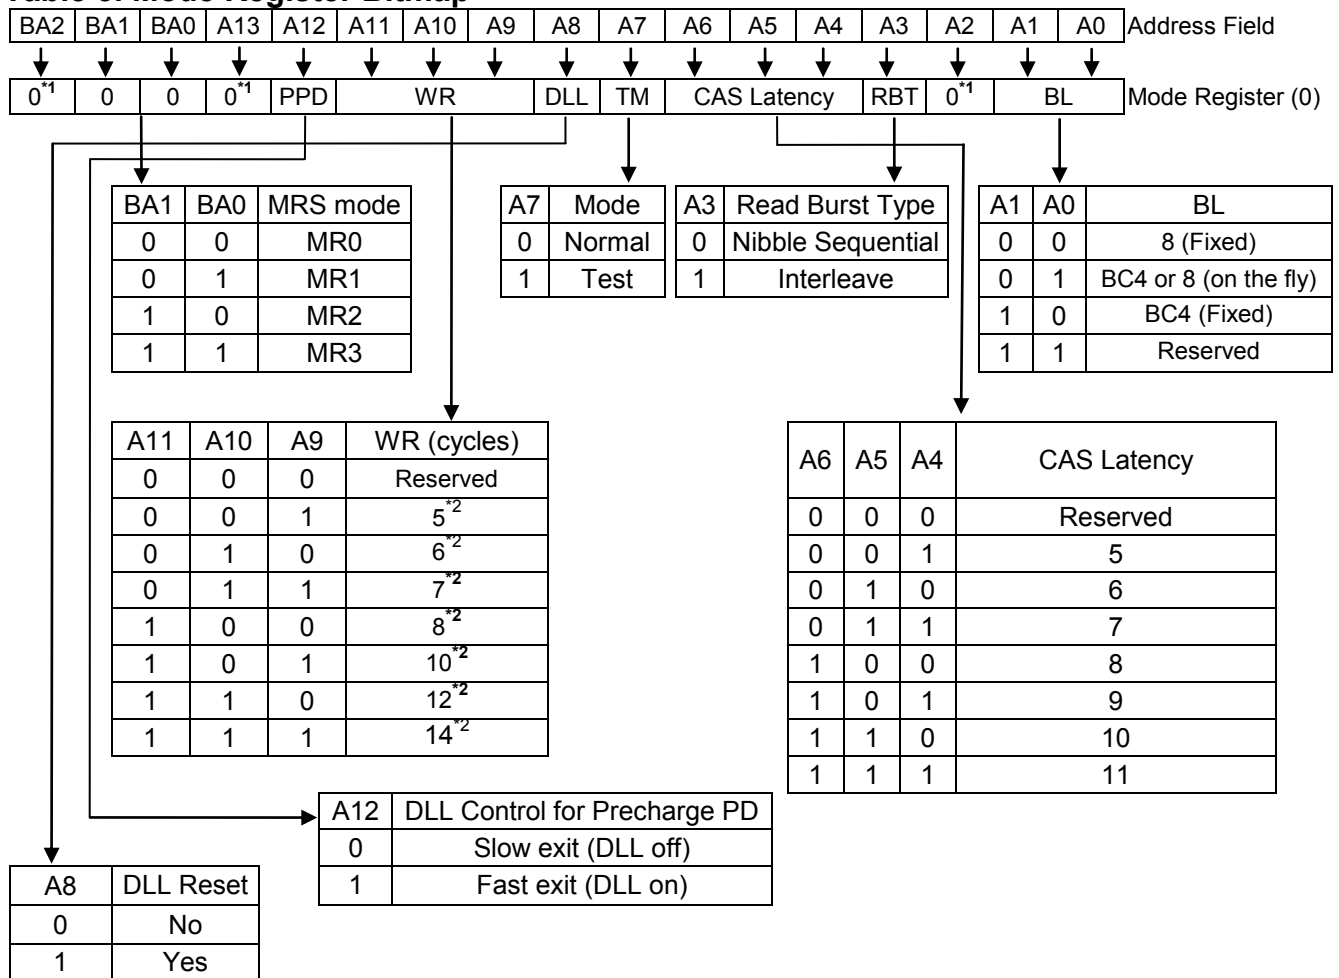 BA2 BA1 BA0 A13 A12 A11 A10 A9 A8 A7 A6 A5 A4 A3 A2 A1 A0 Address Field
0*1 0 0 0*1 PPD WR DLL TM CAS Latency RBT 0*1 BL Mode Register (0)
BA1 BA0 MRS mode
0 0 MR0
0 1 MR1
1 0 MR2
1 1 MR3
A7 Mode
0 Normal
1 Test
A3 Read Burst Type
0 Nibble Sequential
1 Interleave
A1 A0 BL
0 0 8 (Fixed)
0 1 BC4 or 8 (on the fly)
1 0 BC4 (Fixed)
1 1 Reserved
A11 A10 A9 WR (cycles)
0 0 0 Reserved
0 0 1 5*2
0 1 0 6*2
0 1 1 7*2
1 0 0 8*2
1 0 1 10*2
1 1 0 12*2
1 1 1 14*2
A6 A5 A4 CAS Latency
0 0 0 Reserved
0 0 1 5
0 1 0 6
0 1 1 7
1 0 0 8
1 0 1 9
1 1 0 10
1 1 1 11
A12 DLL Control for Precharge PD
0 Slow exit (DLL off)
1 Fast exit (DLL on)
A8 DLL Reset
0 No
1 Yes